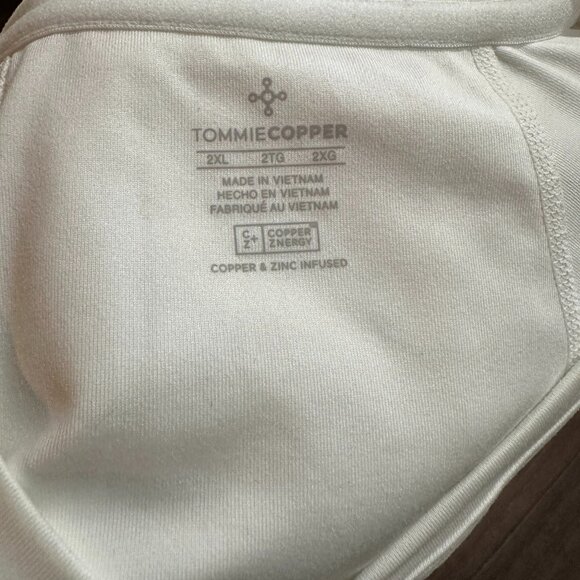 TOMMIECOPPER
2XL 2TG 2XG
MADE IN VIETNAM
HECHO EN VIETNAM
FABRIQUÉ AU VIETNAM
C Z+ COPPER ZNERGY
COPPER & ZINC INFUSED